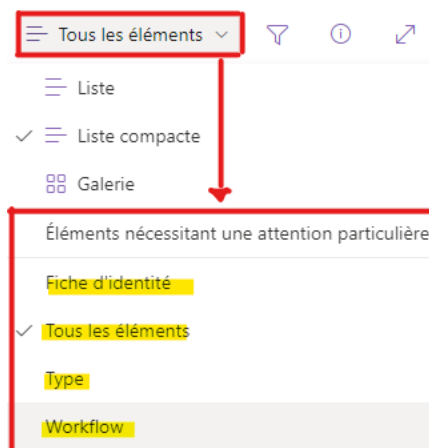 Tous les éléments
Liste
Liste compacte
Galerie
Éléments nécessitant une attention particulière
Fiche d'identité
Tous les éléments
Type
Workflow